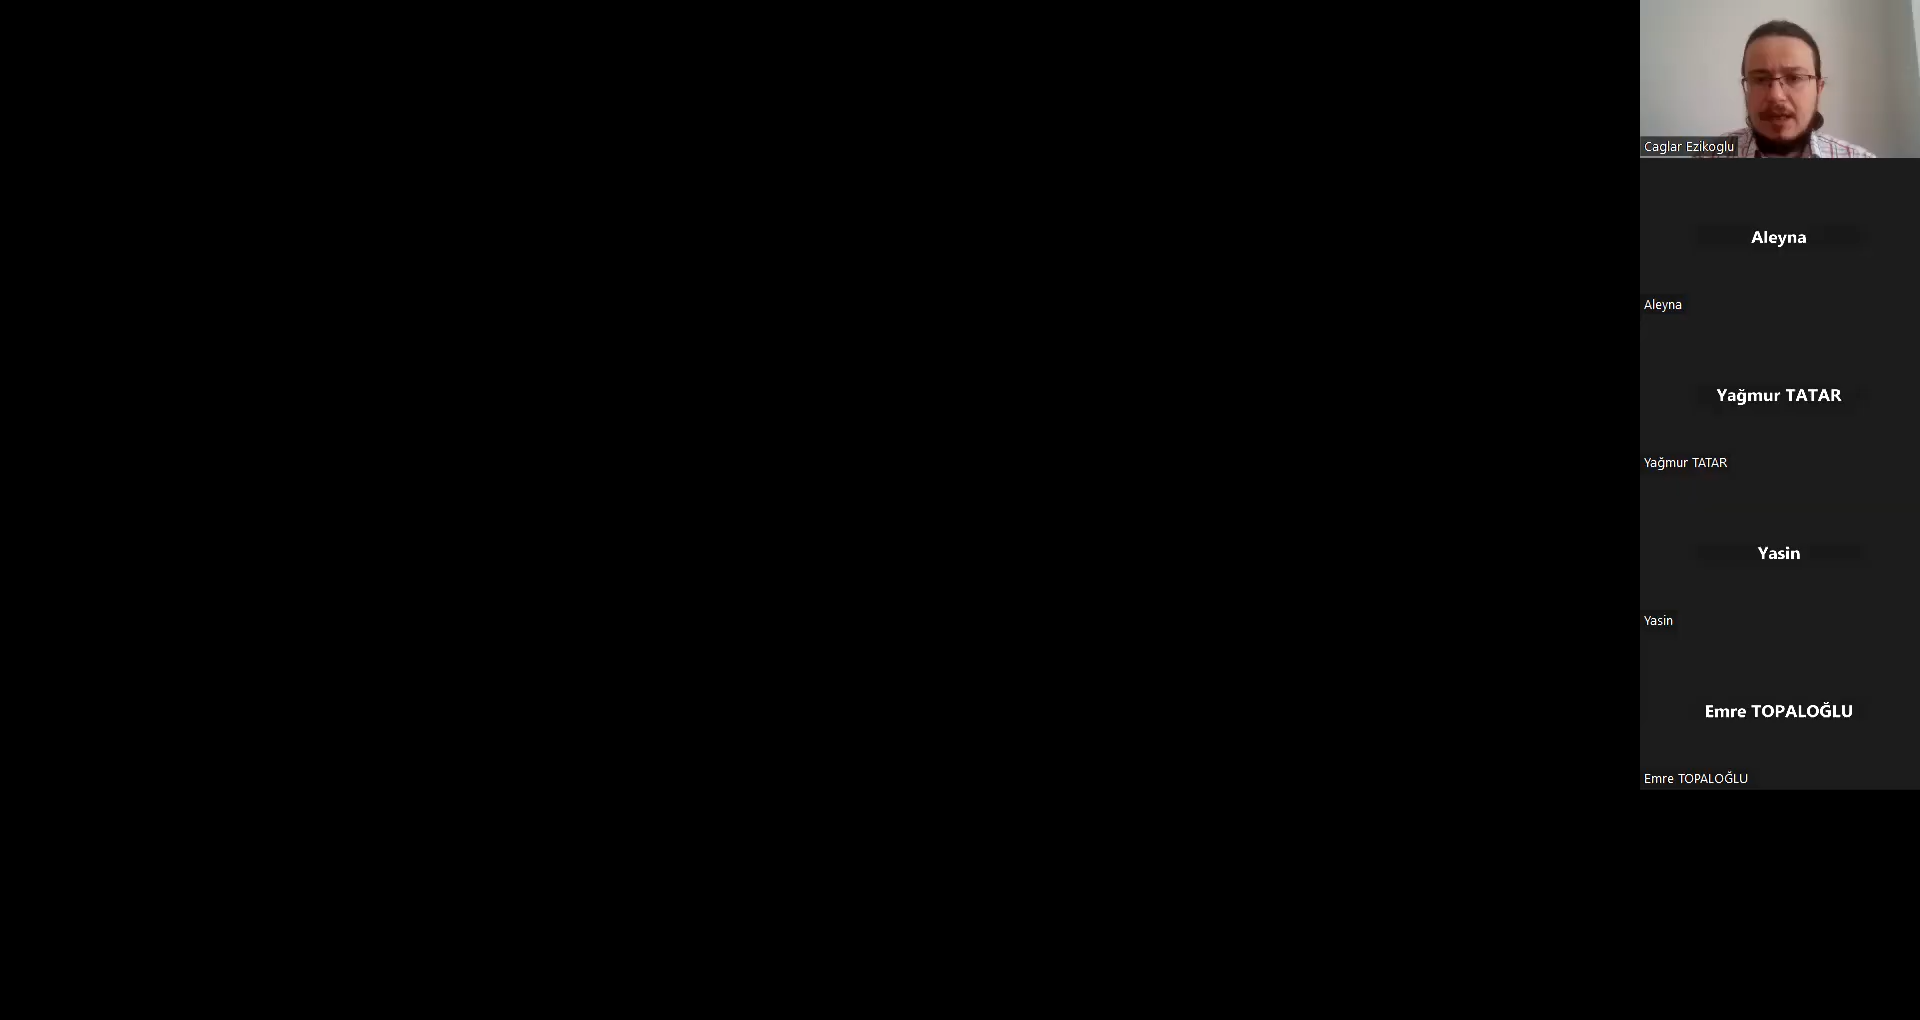 Caglar Ezikoglu
Aleyna
Aleyna
Yağmur TATAR
Yağmur TATAR
Yasin
Yasin
Emre TOPALOĞLU
Emre TOPALOĞLU